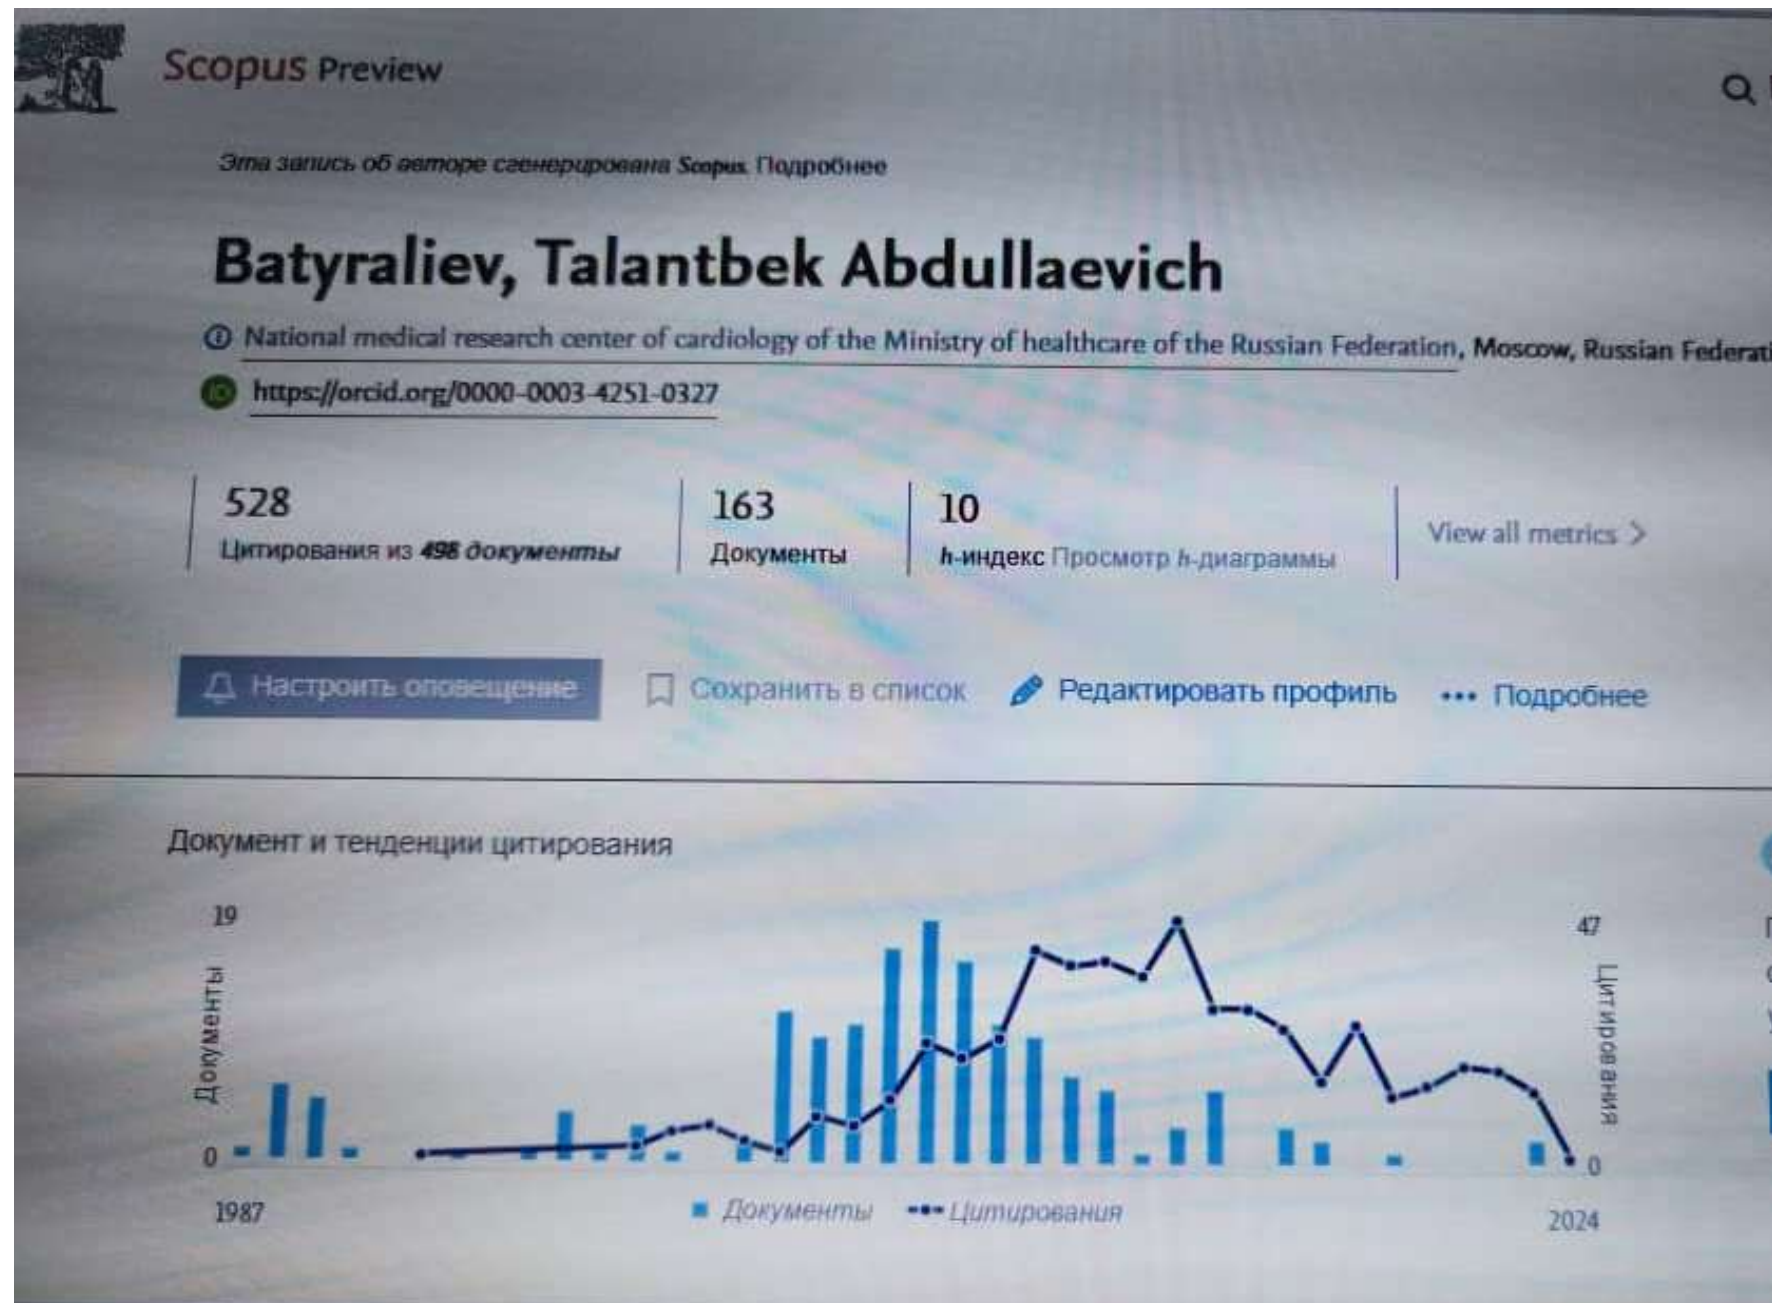 Scopus Preview
Эта запись об авторе сгенерирована Scopus. Подробнее
Batyraliev, Talantbek Abdullaevich
National medical research center of cardiology of the Ministry of healthcare of the Russian Federation, Moscow, Russian Federati
https://orcid.org/0000-0003-4251-0327
528
Цитирования из 498 документы
163
Документы
10
h-индекс Просмотр h-диаграммы
View all metrics >
Настроить оповещение
Сохранить в список
Редактировать профиль
••• Подробнее
Документ и тенденции цитирования
19
Документы
0
1987
47
Цитирования
0
2024
Документы
Цитирования